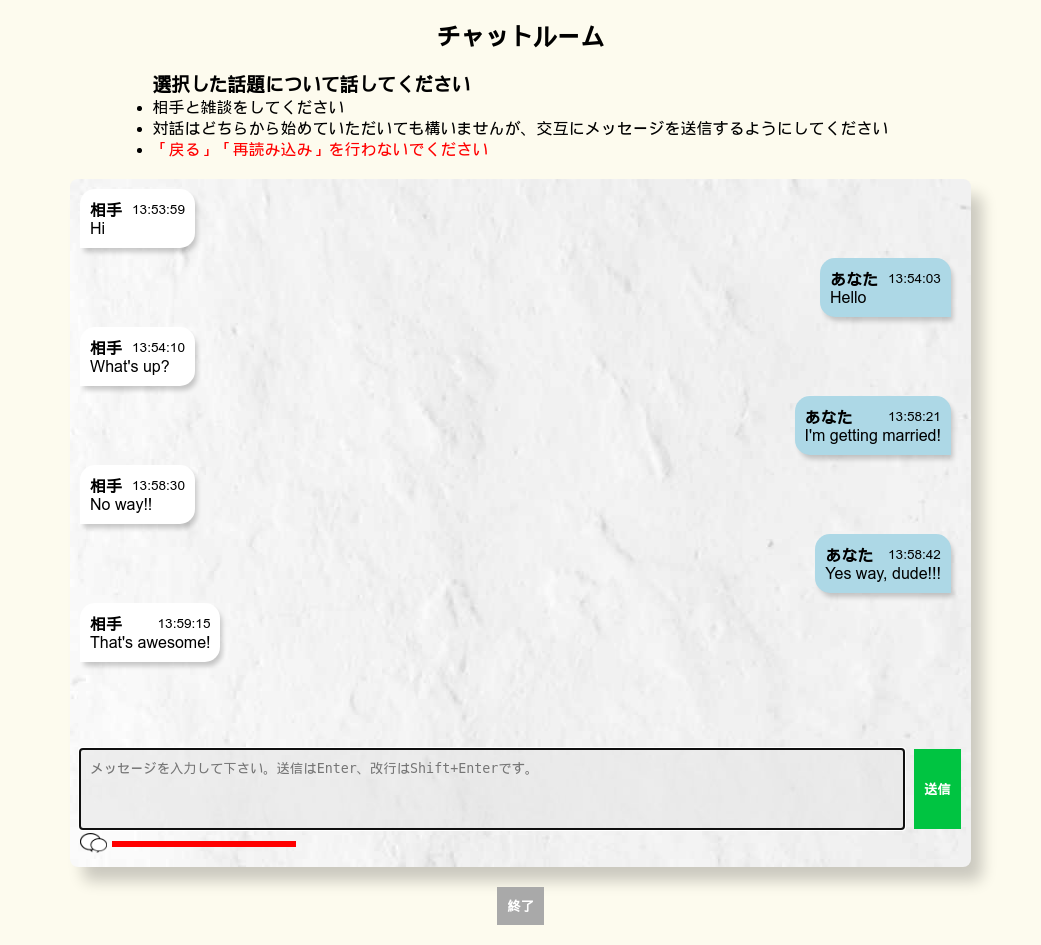 チャットルーム
選択した話題について話してください
相手と雑談をしてください
対話はどちらから始めていただいても構いませんが、交互にメッセージを送信するようにしてください
「戻る」「再読み込み」を行わないでください
相手 13:53:59
Hi
あなた 13:54:03
Hello
相手 13:54:10
What's up?
あなた 13:58:21
I'm getting married!
相手 13:58:30
No way!!
あなた 13:58:42
Yes way, dude!!!
相手 13:59:15
That's awesome!
メッセージを入力して下さい。送信はEnter、改行はShift+Enterです。
送信
終了